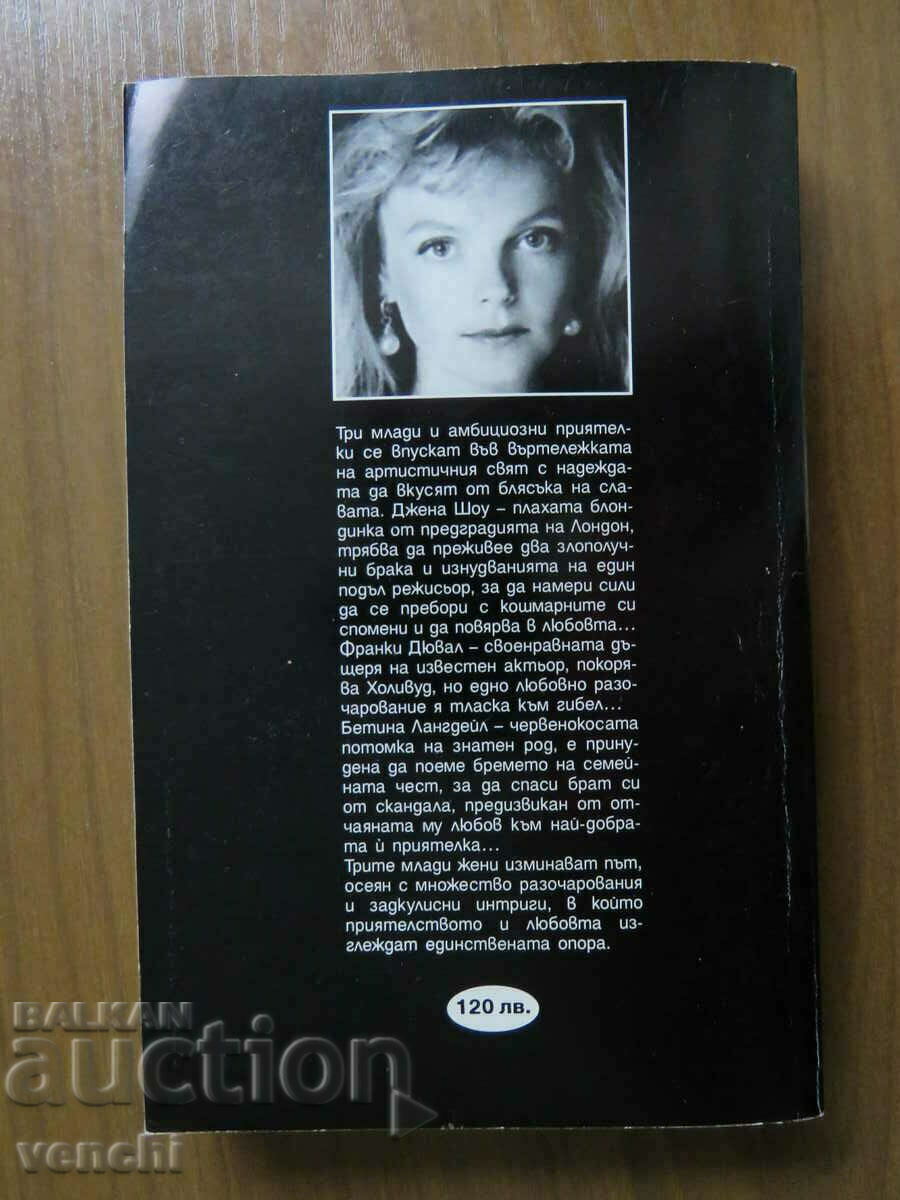 Три млади и амбициозни приятел-
ки се впускат във въртележката
на артистичния свят с надежда-
та да вкусят от блясъка на сла-
вата. Джена Шоу – плахата блон-
динка от предградията на Лондон,
трябва да преживее два злополуч-
ни брака и изнудванията на един
подъл режисьор, за да намери сили
да се пребори с кошмарните си
спомени и да повярва в любовта...
Франки Дювал – своенравната дъ-
щеря на известен актьор, покоря-
ва Холивуд, но едно любовно разо-
чарование я тласка към гибел...
Бетина Лангдейл – червенокосата
потомка на знатен род, е прину-
дена да поеме бремето на семей-
ната чест, за да спаси брат си
от скандала, предизвикан от от-
чаяната му любов към най-добра-
та ѝ приятелка...
Трите млади жени изминават път,
осеян с множество разочарования
и задкулисни интриги, в който
приятелството и любовта из-
глеждат единствената опора.
120 лв.
BALKAN
auction
venchi